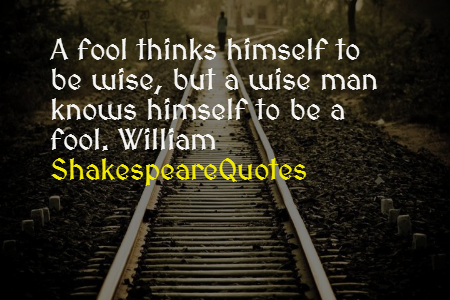 A fool thinks himself to
be wise, but a wise man
knows himself to be a
fool. William
ShakespeareQuotes